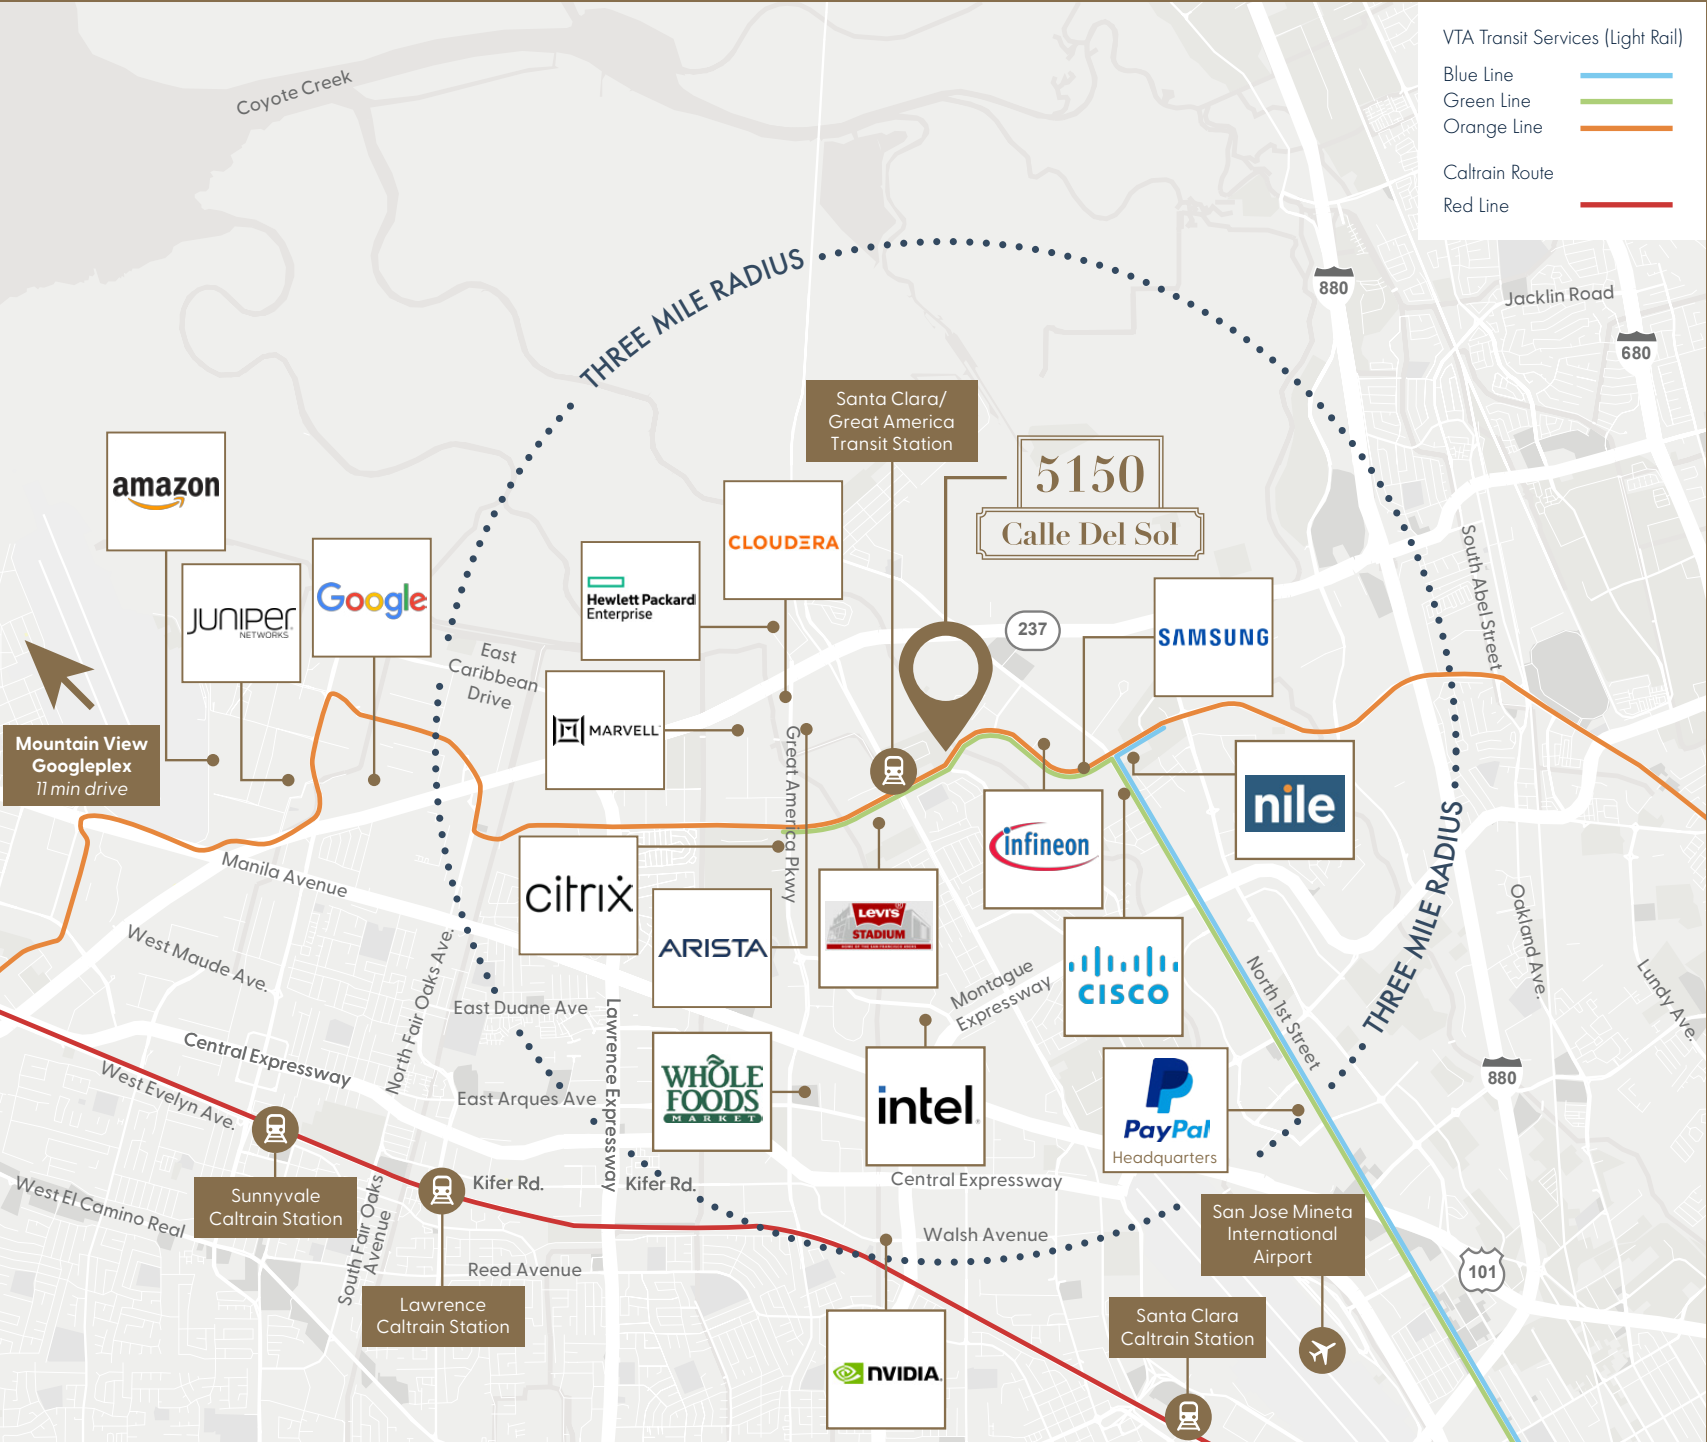 VTA Transit Services (Light Rail)
Blue Line
Green Line
Orange Line
Caltrain Route
Red Line
Coyote Creek
THREE MILE RADIUS
880
Jacklin Road
680
Santa Clara/
Great America
Transit Station
5150
Calle Del Sol
amazon
JUNIPER
NETWORKS
Google
Hewlett Packard
Enterprise
CLOUDERA
237
SAMSUNG
South Abel Street
East
Caribbean
Drive
MARVELL
Mountain View
Googleplex
11 min drive
Great America Pkwy
infineon
nile
Manila Avenue
citrix
ARISTA
LEVI'S
STADIUM
HOME OF THE SAN FRANCISCO 49ERS
CISCO
THREE MILE RADIUS
Oakland Ave.
Lundy Ave.
West Maude Ave.
North Fair Oaks Ave.
East Duane Ave
Lawrence Expressway
Montague
Expressway
North 1st Street
Central Expressway
West Evelyn Ave.
East Arques Ave
WHOLE
FOODS
MARKET
intel
PayPal
Headquarters
880
West El Camino Real
Sunnyvale
Caltrain Station
South Fair Oaks
Avenue
Kifer Rd.
Kifer Rd.
Central Expressway
Walsh Avenue
San Jose Mineta
International
Airport
101
Reed Avenue
Lawrence
Caltrain Station
NVIDIA
Santa Clara
Caltrain Station